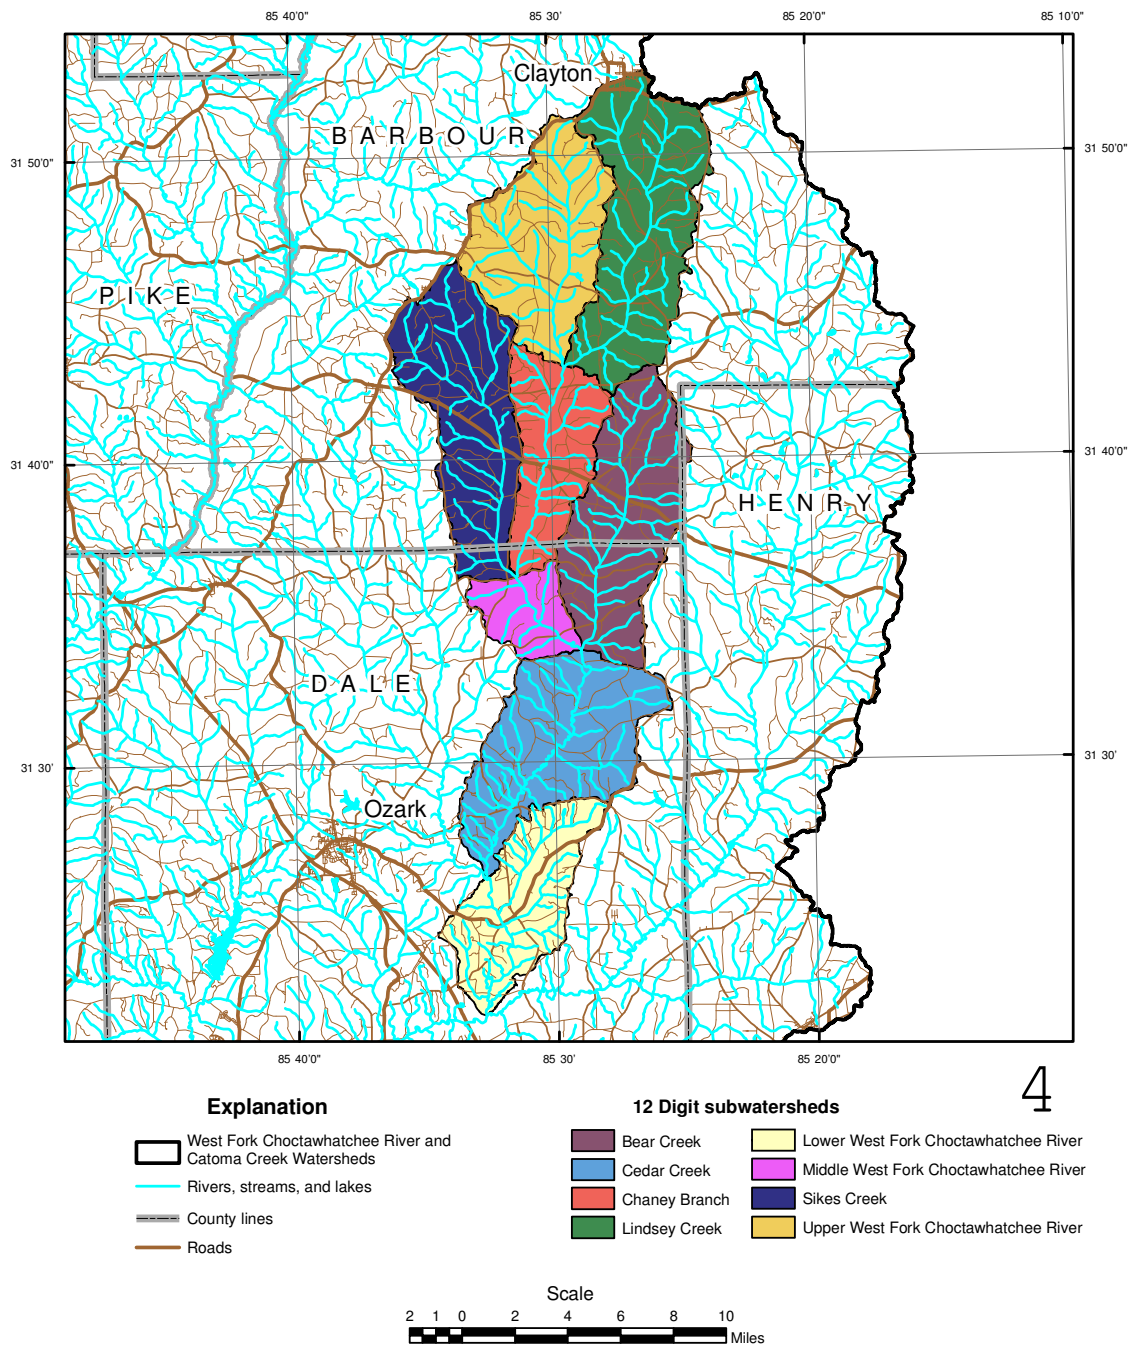 85 40'0"
85 30'
85 20'0"
85 10'0"
Clayton
BARBOUR
31 50'0"
31 50'0"
PIKE
31 40'0"
31 40'0"
HENRY
DALE
31 30'
31 30'
Ozark
85 40'0"
85 30'
85 20'0"
4
Explanation
West Fork Choctawhatchee River and
Catoma Creek Watersheds
Rivers, streams, and lakes
County lines
Roads
12 Digit subwatersheds
Bear Creek
Cedar Creek
Chaney Branch
Lindsey Creek
Lower West Fork Choctawhatchee River
Middle West Fork Choctawhatchee River
Sikes Creek
Upper West Fork Choctawhatchee River
Scale
2 1 0 2 4 6 8 10
Miles